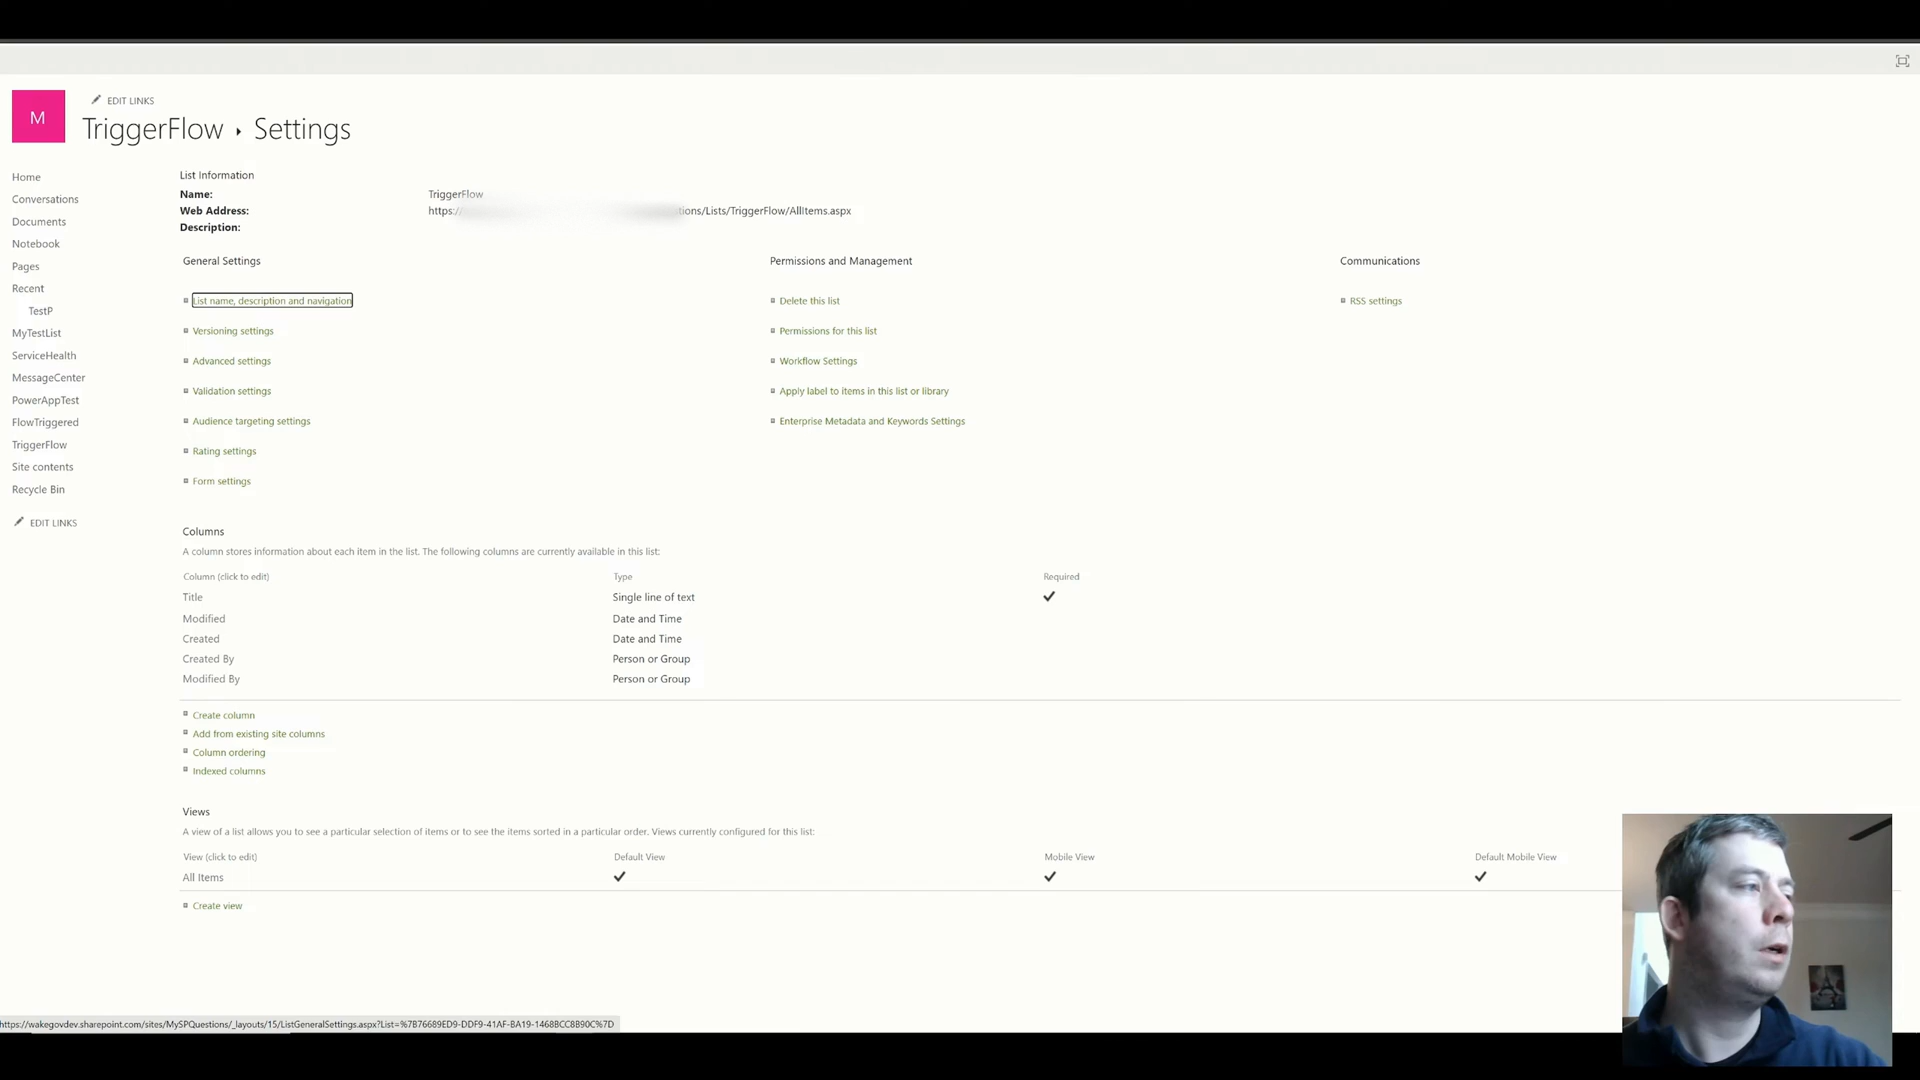 EDIT LINKS
M
TriggerFlow ▸ Settings
Home
Conversations
Documents
Notebook
Pages
Recent
TestP
MyTestList
ServiceHealth
MessageCenter
PowerAppTest
FlowTriggered
TriggerFlow
Site contents
Recycle Bin
EDIT LINKS
List Information
Name: TriggerFlow
Web Address: https:// tions/Lists/TriggerFlow/AllItems.aspx
Description:
General Settings
List name, description and navigation
Versioning settings
Advanced settings
Validation settings
Audience targeting settings
Rating settings
Form settings
Permissions and Management
Delete this list
Permissions for this list
Workflow Settings
Apply label to items in this list or library
Enterprise Metadata and Keywords Settings
Communications
RSS settings
Columns
A column stores information about each item in the list. The following columns are currently available in this list:
Column (click to edit) Type Required
Title Single line of text
Modified Date and Time
Created Date and Time
Created By Person or Group
Modified By Person or Group
Create column
Add from existing site columns
Column ordering
Indexed columns
Views
A view of a list allows you to see a particular selection of items or to see the items sorted in a particular order. Views currently configured for this list:
View (click to edit) Default View Mobile View Default Mobile View
All Items
Create view
https://wakegovdev.sharepoint.com/sites/MySPQuestions/_layouts/15/ListGeneralSettings.aspx?List=%7B76689ED9-DDF9-41AF-BA19-1468BCC8B90C%7D